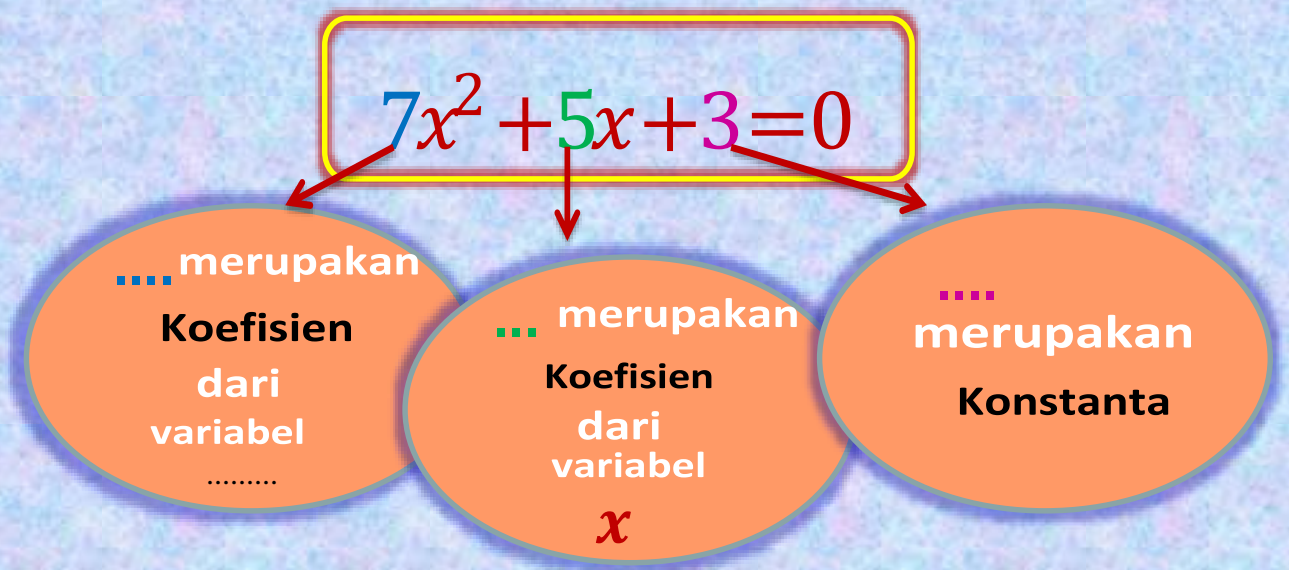 7x² + 5x + 3 = 0
.... merupakan
Koefisien
dari
variabel
.........
... merupakan
Koefisien
dari
variabel
x
....
merupakan
Konstanta